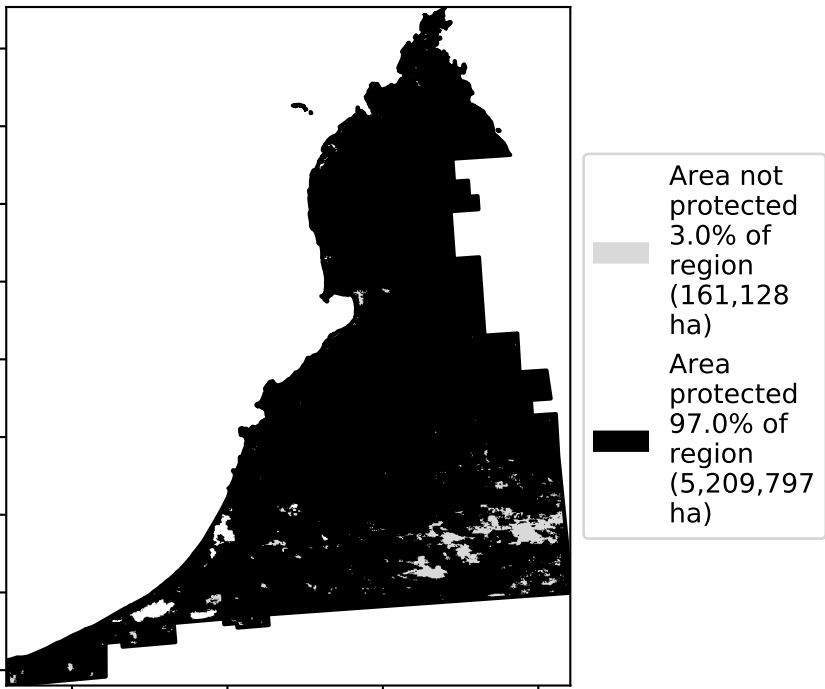 Area not
protected
3.0% of
region
(161,128
ha)
Area
protected
97.0% of
region
(5,209,797
ha)